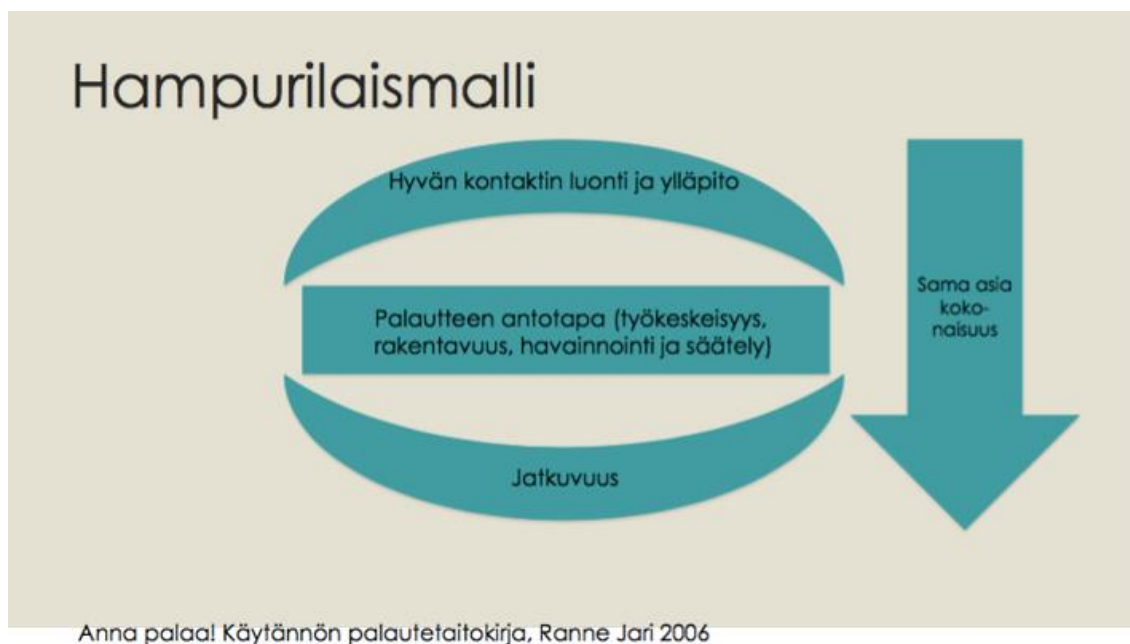 Hampurilaismalli
Hyvän kontaktin luonti ja ylläpito
Palautteen antotapa (työkeskeisyys,
rakentavuus, havainnointi ja säätely)
Jatkuvuus
Sama asia
koko-
naisuus
Anna palaa! Käytännön palautetaitokirja, Ranne Jari 2006